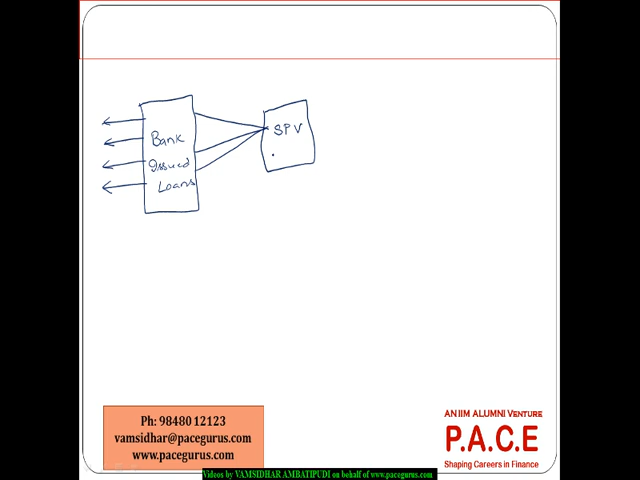 Bank
Issued
Loans
SPV
Ph: 98480 12123
vamsidhar@pacegurus.com
www.pacegurus.com
AN IIM ALUMNI VENTURE
P.A.C.E
Shaping Careers in Finance
Videos by VAMSIDHAR AMBATIPUDI on behalf of www.pacegurus.com